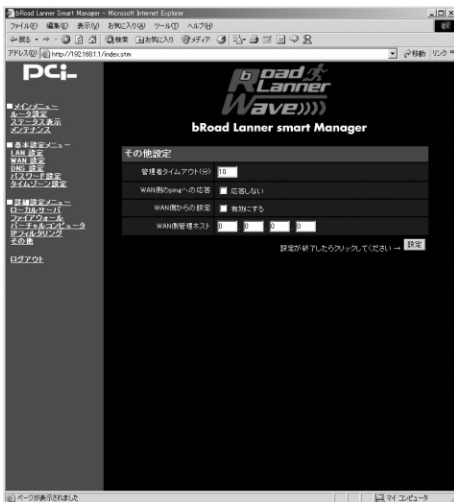 bRoad Lanner Smart Manager - Microsoft Internet Explorer
ファイル(F) 編集(E) 表示(V) お気に入り(A) ツール(T) ヘルプ(H)
戻る 検索 お気に入り メディア
アドレス(D) http://192.168.1.1/index.stm 移動 リンク
PCi-
bRoad Lanner Wave
bRoad Lanner smart Manager
■メインメニュー
ルータ設定
ステータス表示
メンテナンス
■基本設定メニュー
LAN 設定
WAN 設定
DNS 設定
パスワード設定
タイムゾーン設定
■詳細設定メニュー
ローカルサーバ
ファイアウォール
バーチャルコンピュータ
IPフィルタリング
その他
ログアウト
その他設定
管理者タイムアウト(分) 10
WAN側のpingへの応答 応答しない
WAN側からの設定 有効にする
WAN側管理ホスト 0 . 0 . 0 . 0
設定が終了したらクリックしてください→ 設定
ページが表示されました マイ コンピュータ